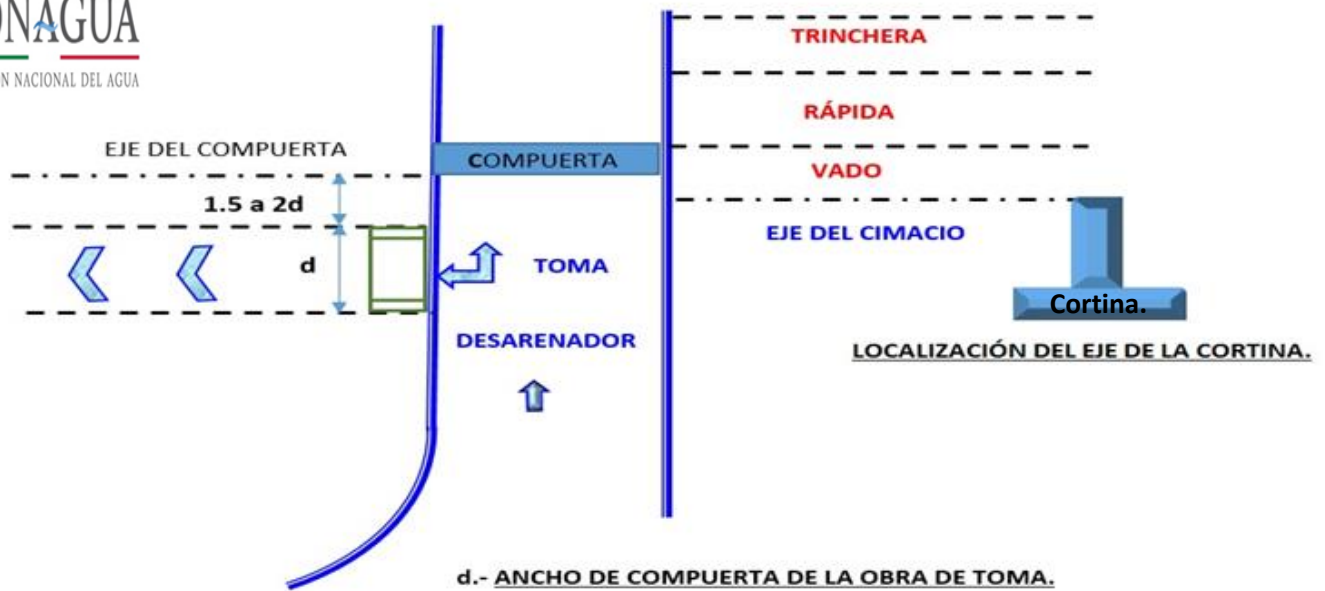 NAGUA
N NACIONAL DEL AGUA
TRINCHERA
RÁPIDA
EJE DEL COMPUERTA
COMPUERTA
VADO
1.5 a 2d
EJE DEL CIMACIO
d
TOMA
Cortina.
DESARENADOR
LOCALIZACIÓN DEL EJE DE LA CORTINA.
d.- ANCHO DE COMPUERTA DE LA OBRA DE TOMA.